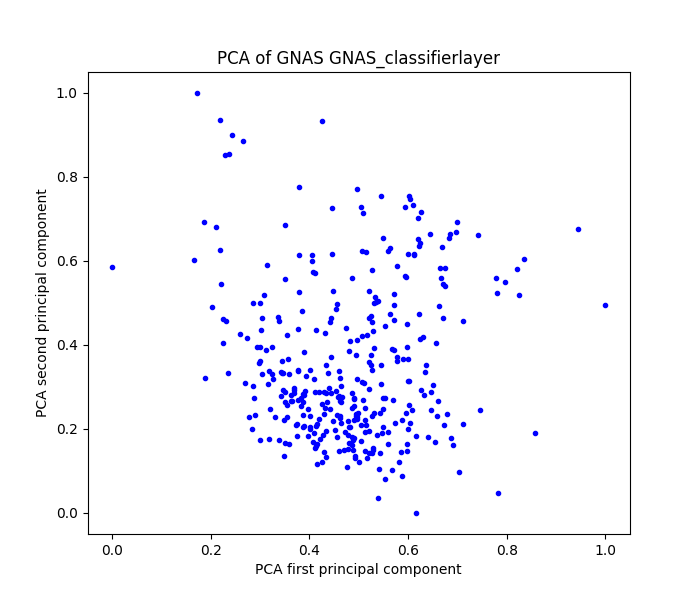 PCA of GNAS GNAS_classifierlayer
1.0
0.8
0.6
0.4
0.2
0.0
PCA second principal component
0.0 0.2 0.4 0.6 0.8 1.0
PCA first principal component